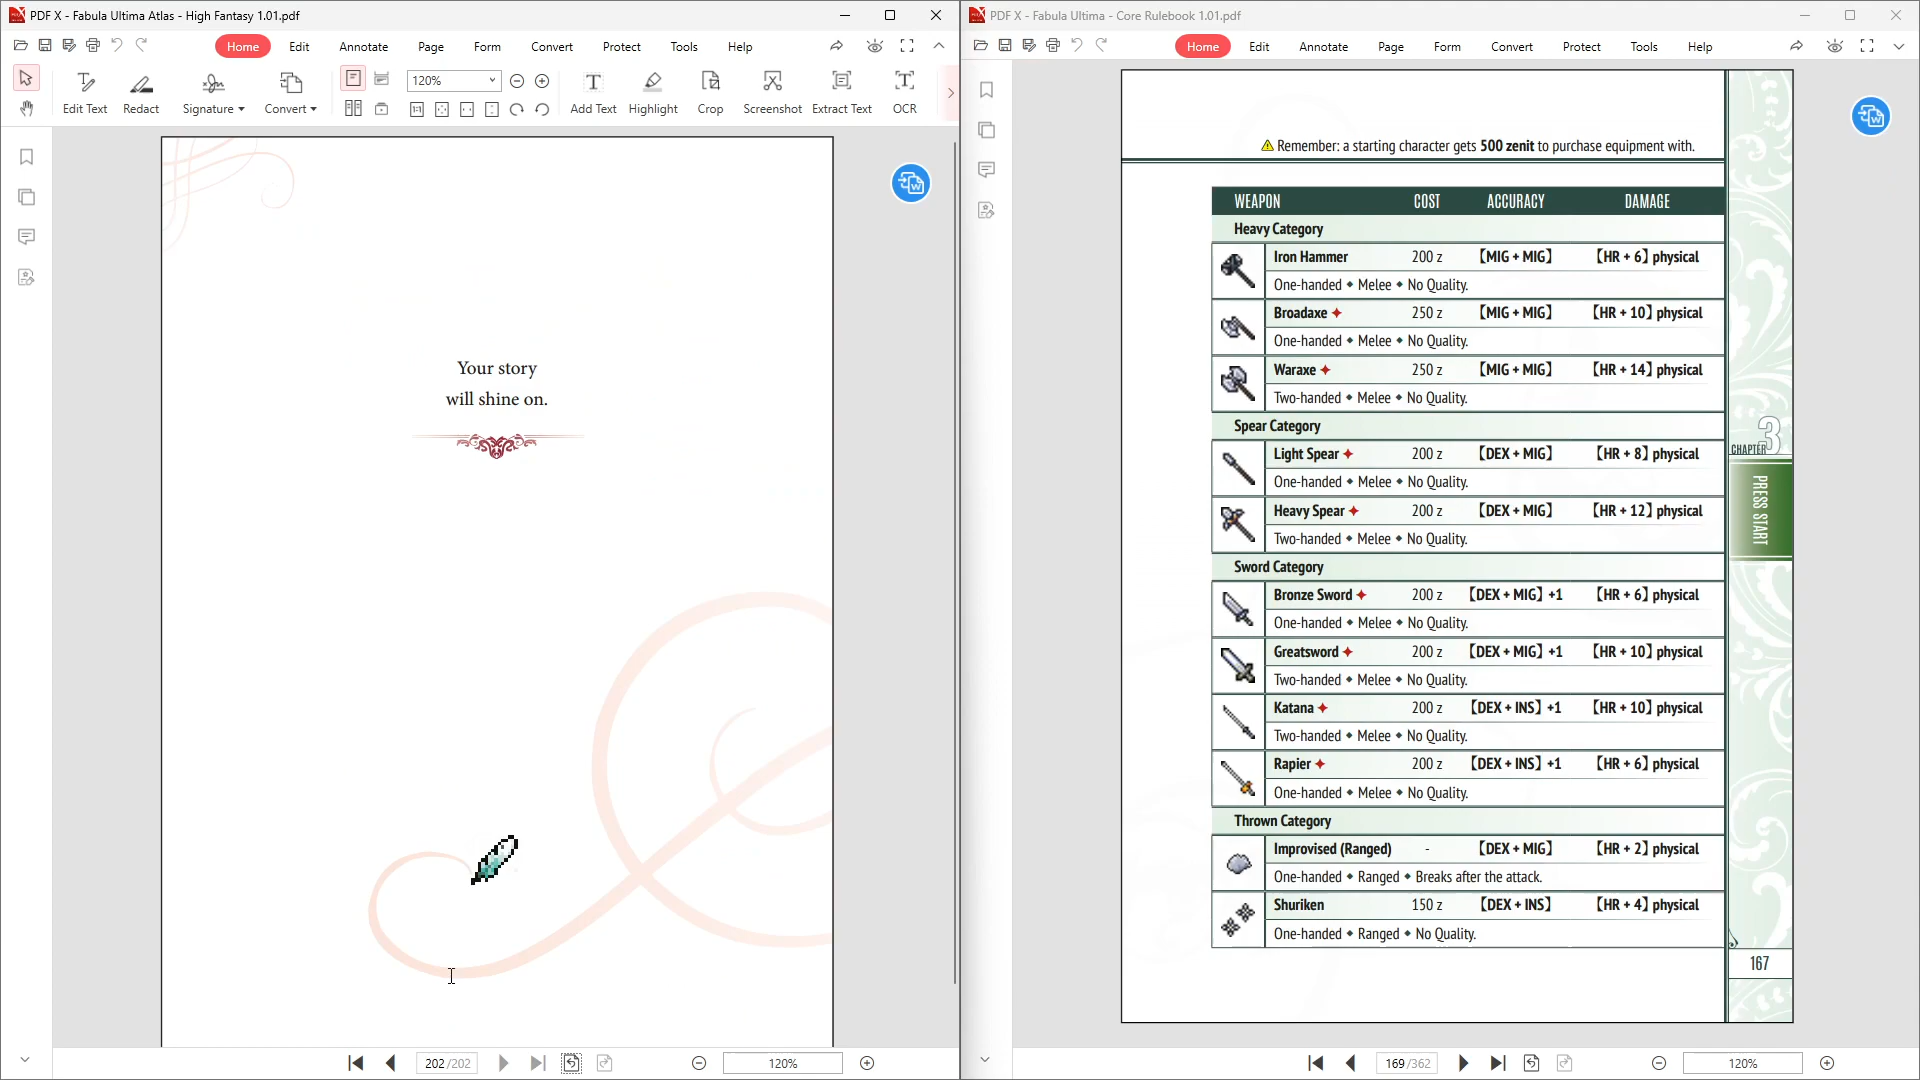 PDF X - Fabula Ultima Atlas - High Fantasy 1.01.pdf
Home Edit Annotate Page Form Convert Protect Tools Help
120%
Edit Text Redact Signature Convert Add Text Highlight Crop Screenshot Extract Text OCR
Your story
will shine on.
202 /202
120%
PDF X - Fabula Ultima - Core Rulebook 1.01.pdf
Home Edit Annotate Page Form Convert Protect Tools Help
Remember: a starting character gets 500 zenit to purchase equipment with.
WEAPON COST ACCURACY DAMAGE
Heavy Category
Iron Hammer 200 z 【MIG + MIG】 【HR + 6】 physical
One-handed ◆ Melee ◆ No Quality.
Broadaxe ✦ 250 z 【MIG + MIG】 【HR + 10】 physical
One-handed ◆ Melee ◆ No Quality.
Waraxe ✦ 250 z 【MIG + MIG】 【HR + 14】 physical
Two-handed ◆ Melee ◆ No Quality.
Spear Category
Light Spear ✦ 200 z 【DEX + MIG】 【HR + 8】 physical
One-handed ◆ Melee ◆ No Quality.
Heavy Spear ✦ 200 z 【DEX + MIG】 【HR + 12】 physical
Two-handed ◆ Melee ◆ No Quality.
Sword Category
Bronze Sword ✦ 200 z 【DEX + MIG】 +1 【HR + 6】 physical
One-handed ◆ Melee ◆ No Quality.
Greatsword ✦ 200 z 【DEX + MIG】 +1 【HR + 10】 physical
Two-handed ◆ Melee ◆ No Quality.
Katana ✦ 200 z 【DEX + INS】 +1 【HR + 10】 physical
Two-handed ◆ Melee ◆ No Quality.
Rapier ✦ 200 z 【DEX + INS】 +1 【HR + 6】 physical
One-handed ◆ Melee ◆ No Quality.
Thrown Category
Improvised (Ranged) - 【DEX + MIG】 【HR + 2】 physical
One-handed ◆ Ranged ◆ Breaks after the attack.
Shuriken 150 z 【DEX + INS】 【HR + 4】 physical
One-handed ◆ Ranged ◆ No Quality.
CHAPTER 3
PRESS START
167
169 /362
120%